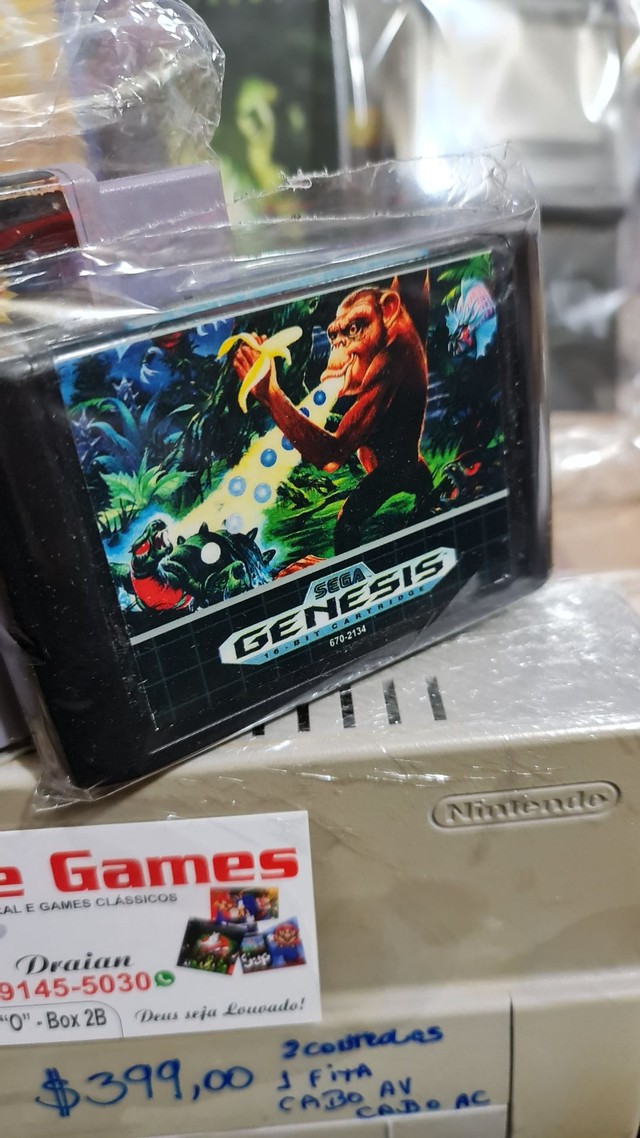 SEGA
GENESIS
16-BIT CARTRIDGE
670-2134
Nintendo
e Games
AL E GAMES CLÁSSICOS
Draian
9145-5030
"O" - Box 2B
Deus seja Louvado!
$399,00
2 CONTROLES
1 FITA
CABO AV
CABO AC